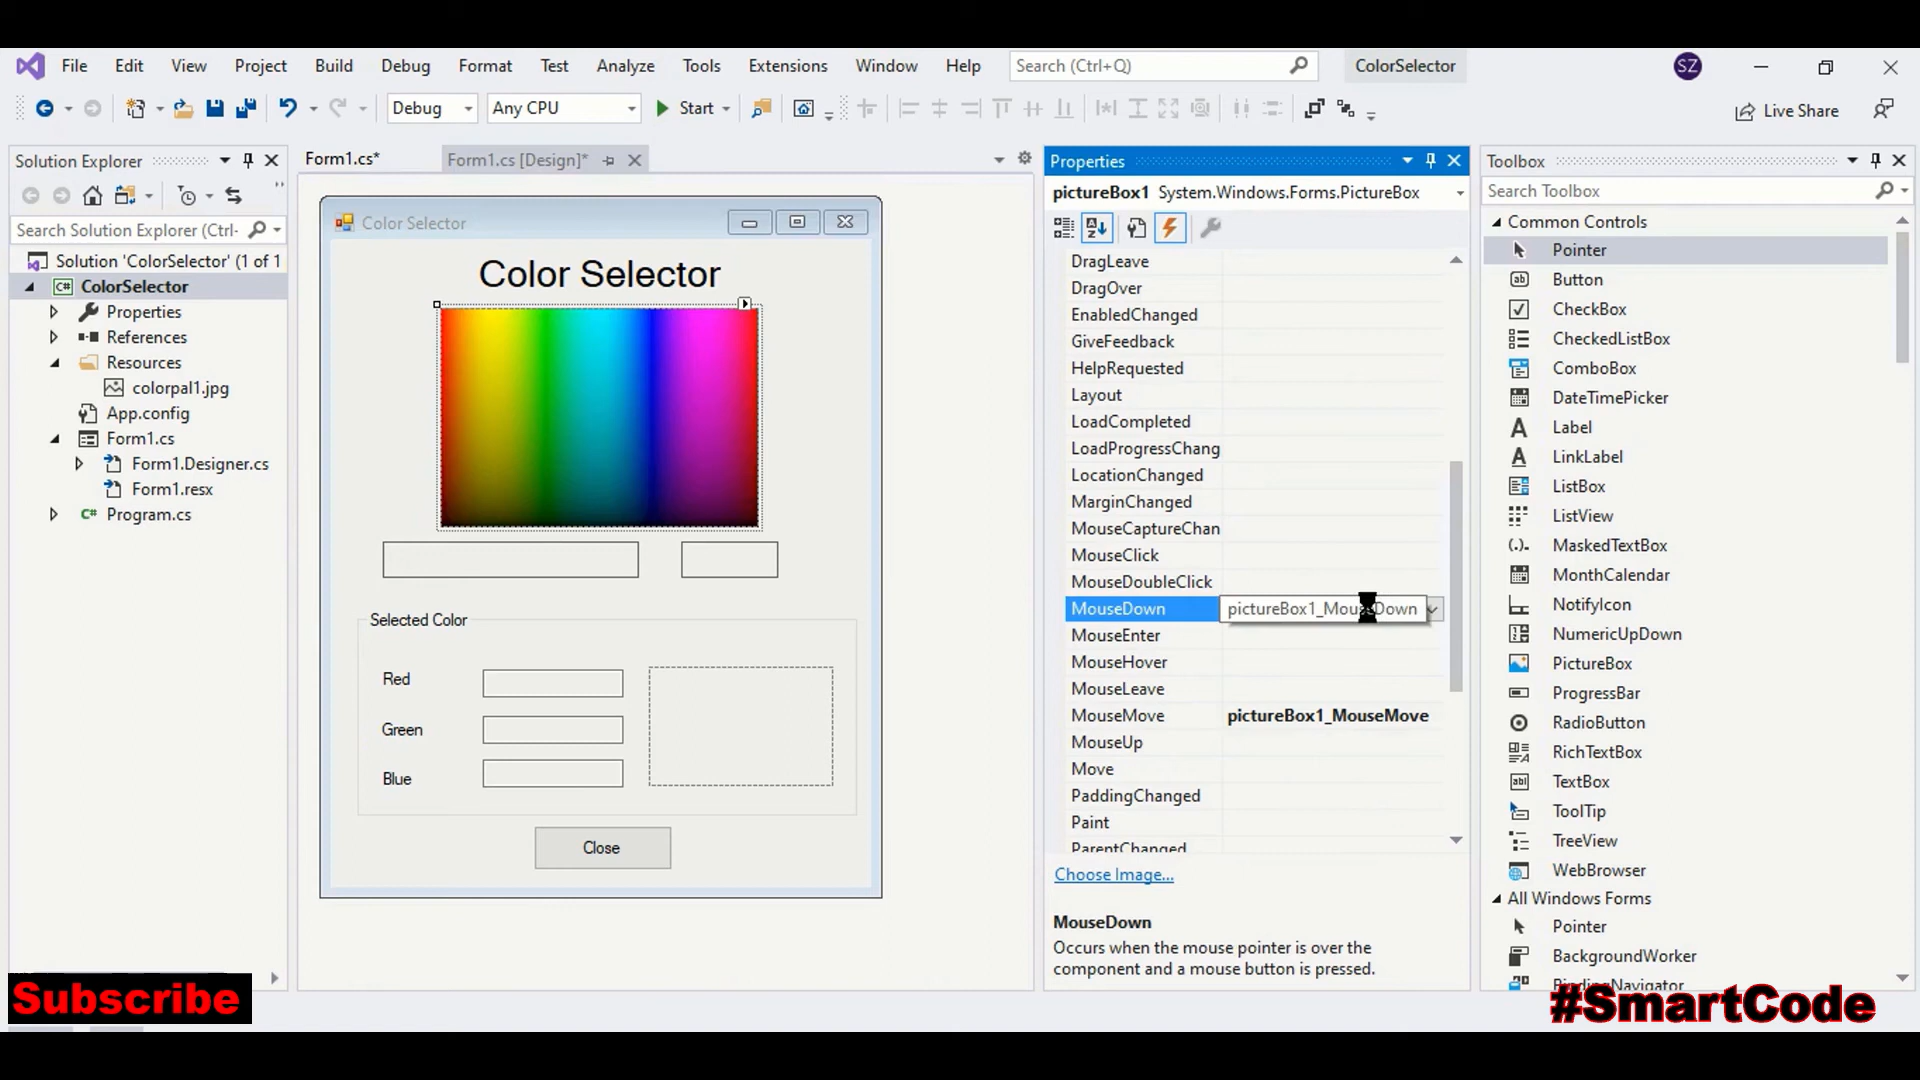 File Edit View Project Build Debug Format Test Analyze Tools Extensions Window Help Search (Ctrl+Q) ColorSelector SZ
Debug Any CPU Start Live Share
Solution Explorer
Search Solution Explorer (Ctrl-
Solution 'ColorSelector' (1 of 1
C# ColorSelector
Properties
References
Resources
colorpal1.jpg
App.config
Form1.cs
Form1.Designer.cs
Form1.resx
C# Program.cs
Form1.cs* Form1.cs [Design]*
Color Selector
Color Selector
Selected Color
Red
Green
Blue
Close
Properties
pictureBox1 System.Windows.Forms.PictureBox
DragLeave
DragOver
EnabledChanged
GiveFeedback
HelpRequested
Layout
LoadCompleted
LoadProgressChang
LocationChanged
MarginChanged
MouseCaptureChan
MouseClick
MouseDoubleClick
MouseDown pictureBox1_MouseDown
MouseEnter
MouseHover
MouseLeave
MouseMove pictureBox1_MouseMove
MouseUp
Move
PaddingChanged
Paint
ParentChanged
Choose Image...
MouseDown
Occurs when the mouse pointer is over the
component and a mouse button is pressed.
Toolbox
Search Toolbox
Common Controls
Pointer
Button
CheckBox
CheckedListBox
ComboBox
DateTimePicker
Label
LinkLabel
ListBox
ListView
MaskedTextBox
MonthCalendar
NotifyIcon
NumericUpDown
PictureBox
ProgressBar
RadioButton
RichTextBox
TextBox
ToolTip
TreeView
WebBrowser
All Windows Forms
Pointer
BackgroundWorker
BindingNavigator
Subscribe
#SmartCode